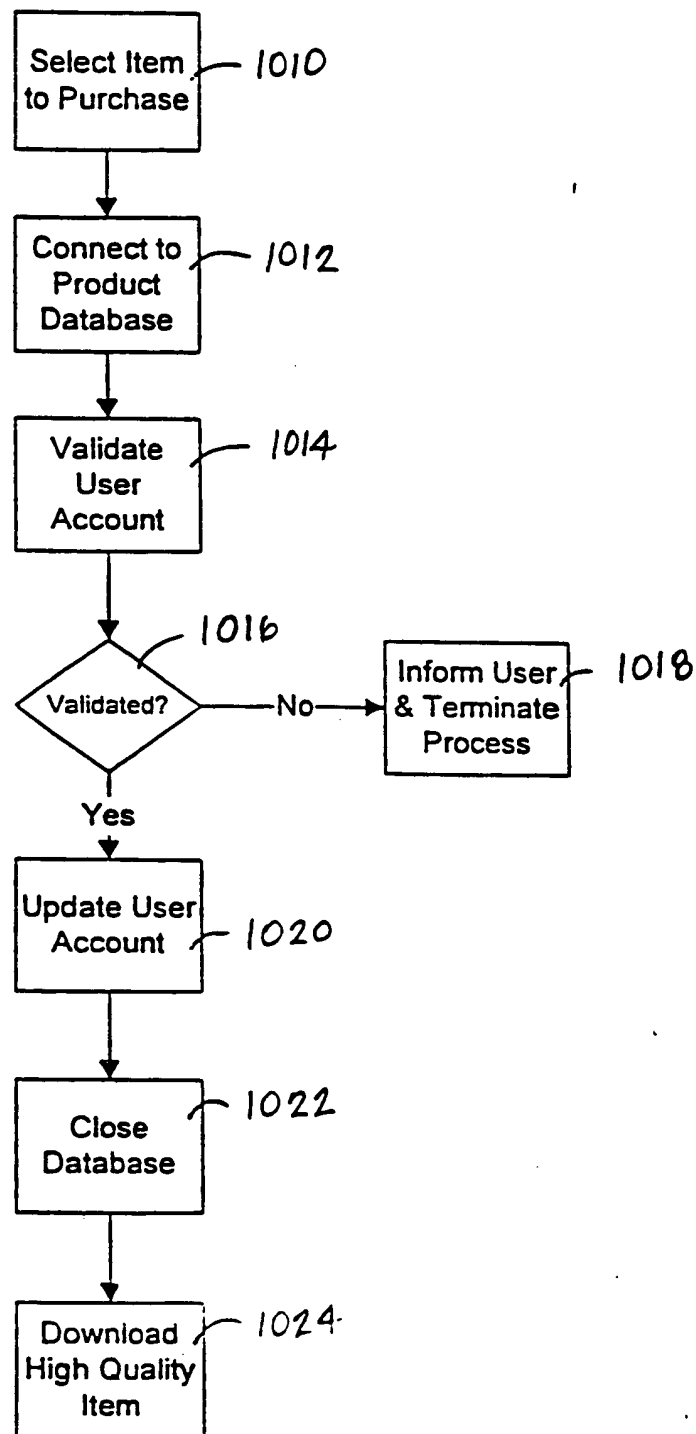 Select Item
to Purchase
1010
Connect to
Product
Database
1012
Validate
User
Account
1014
Validated?
1016
No
Inform User
& Terminate
Process
1018
Yes
Update User
Account
1020
Close
Database
1022
Download
High Quality
Item
1024